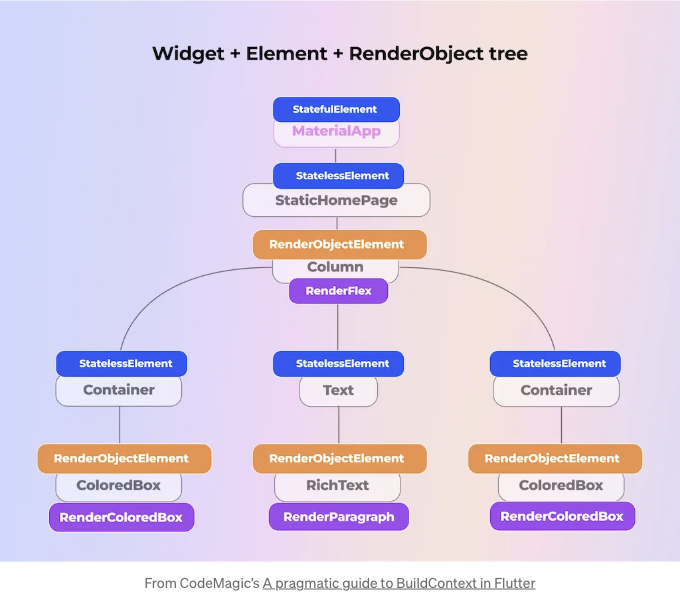 Widget + Element + RenderObject tree
StatefulElement
MaterialApp
StatelessElement
StaticHomePage
RenderObjectElement
Column
RenderFlex
StatelessElement StatelessElement StatelessElement
Container Text Container
RenderObjectElement RenderObjectElement RenderObjectElement
ColoredBox RichText ColoredBox
RenderColoredBox RenderParagraph RenderColoredBox
From CodeMagic’s A pragmatic guide to BuildContext in Flutter